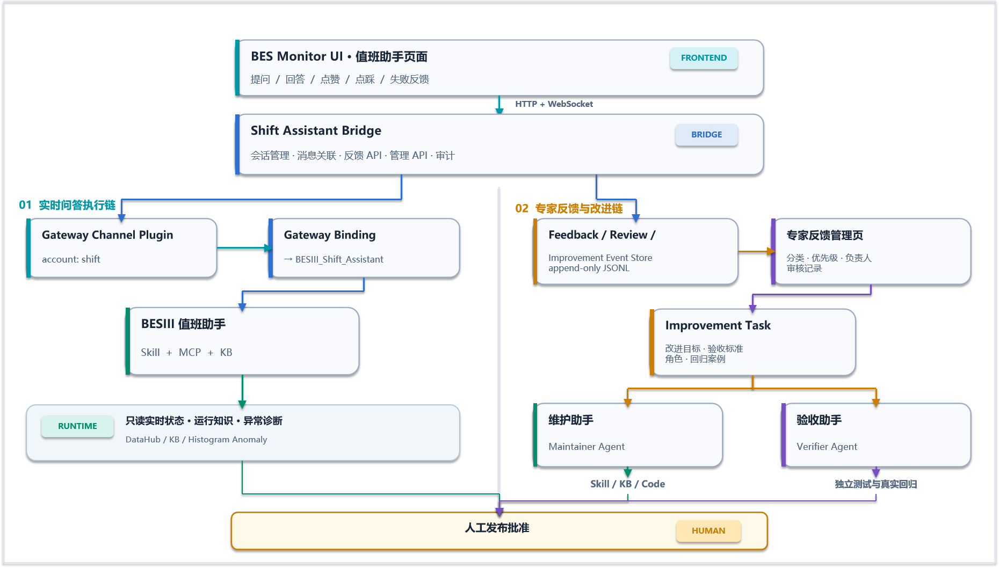 BES Monitor UI • 值班助手页面
FRONTEND
提问 / 回答 / 点赞 / 点踩 / 失败反馈
HTTP + WebSocket
Shift Assistant Bridge
BRIDGE
会话管理 · 消息关联 · 反馈 API · 管理 API · 审计
01 实时问答执行链
Gateway Channel Plugin
account: shift
Gateway Binding
→ BESIII_Shift_Assistant
BESIII 值班助手
Skill + MCP + KB
RUNTIME
只读实时状态 • 运行知识 • 异常诊断
DataHub / KB / Histogram Anomaly
02 专家反馈与改进链
Feedback / Review /
Improvement Event Store
append-only JSONL
专家反馈管理页
分类 · 优先级 · 负责人
审核记录
Improvement Task
改进目标 · 验收标准
角色 · 回归案例
维护助手
Maintainer Agent
验收助手
Verifier Agent
Skill / KB / Code
独立测试与真实回归
人工发布批准
HUMAN